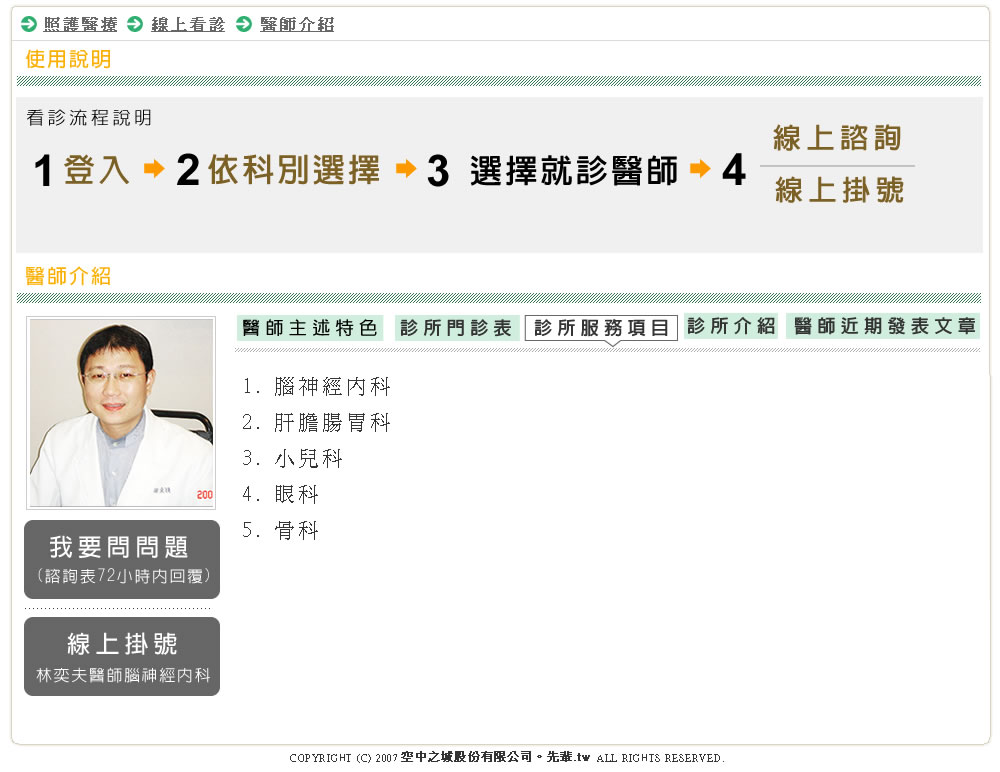 照護醫療 線上看診 醫師介紹
使用說明
看診流程說明
1 登入 2 依科別選擇 3 選擇就診醫師 4 線上諮詢
線上掛號
醫師介紹
醫師主述特色 診所門診表 診所服務項目 診所介紹 醫師近期發表文章
1. 腦神經內科
2. 肝膽腸胃科
3. 小兒科
4. 眼科
5. 骨科
200
我要問問題
(諮詢表72小時內回覆)
線上掛號
林奕夫醫師腦神經內科
COPYRIGHT (C) 2007 空中之城股份有限公司。先輩.tw ALL RIGHTS RESERVED.